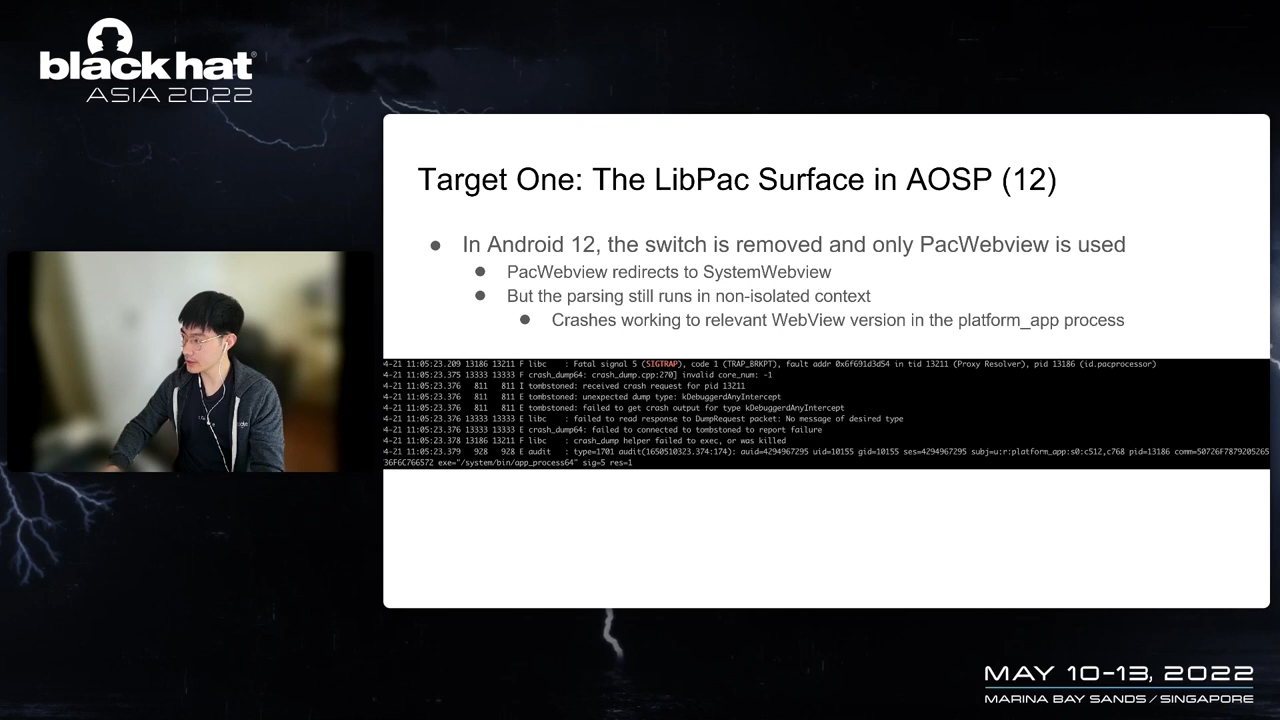 black hat®
ASIA 2022
Target One: The LibPac Surface in AOSP (12)
● In Android 12, the switch is removed and only PacWebview is used
● PacWebview redirects to SystemWebview
● But the parsing still runs in non-isolated context
● Crashes working to relevant WebView version in the platform_app process
4-21 11:05:23.209 13186 13211 F libc : Fatal signal 5 (SIGTRAP), code 1 (TRAP_BRKPT), fault addr 0x6f691d3d54 in tid 13211 (Proxy Resolver), pid 13186 (id.pacprocessor)
4-21 11:05:23.375 13333 13333 F crash_dump64: crash_dump.cpp:270] invalid core_num: -1
4-21 11:05:23.376 811 811 I tombstoned: received crash request for pid 13211
4-21 11:05:23.376 811 811 E tombstoned: unexpected dump type: kDebuggerdAnyIntercept
4-21 11:05:23.376 811 811 E tombstoned: failed to get crash output for type kDebuggerdAnyIntercept
4-21 11:05:23.376 13333 13333 E libc : failed to read response to DumpRequest packet: No message of desired type
4-21 11:05:23.376 13333 13333 E crash_dump64: failed to connected to tombstoned to report failure
4-21 11:05:23.378 13186 13211 F libc : crash_dump helper failed to exec, or was killed
4-21 11:05:23.379 928 928 E audit : type=1701 audit(1650510323.374:174): auid=4294967295 uid=10155 gid=10155 ses=4294967295 subj=u:r:platform_app:s0:c512,c768 pid=13186 comm=50726F7879205265
36F6C766572 exe="/system/bin/app_process64" sig=5 res=1
MAY 10-13, 2022
MARINA BAY SANDS / SINGAPORE